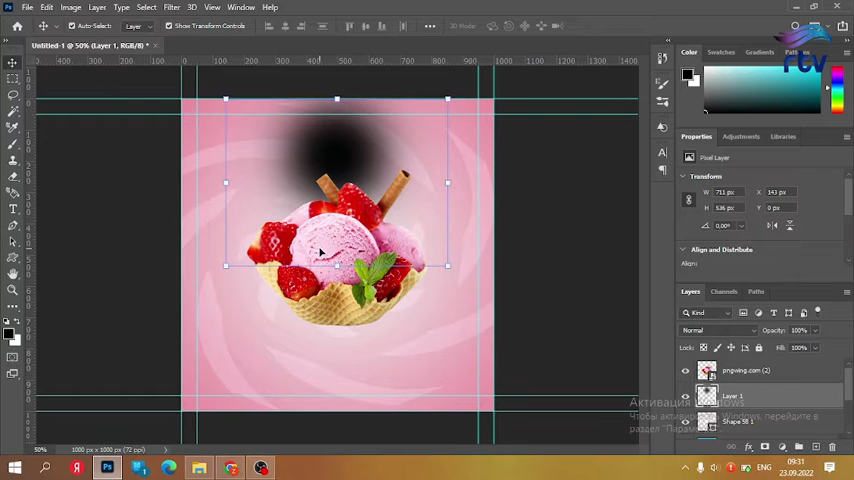 File Edit Image Layer Type Select Filter 3D View Window Help
Auto-Select: Layer Show Transform Controls 3D Mode:
Untitled-1 @ 50% (Layer 1, RGB/8) *
rtv
Color Swatches Gradients
Properties Adjustments Libraries
Pixel Layer
Transform
W: 711 px X: 143 px
H: 536 px Y: 0 px
0,00°
Align and Distribute
Align:
Layers Channels Paths
Kind
Normal Opacity: 100%
Lock: Fill: 100%
pngwing.com (2)
Layer 1
Активация Windows
Чтобы активировать Windows, перейдите в
раздел "Параметры".
50% 1000 px x 1000 px (72 ppi)
ENG 09:31
23.09.2022